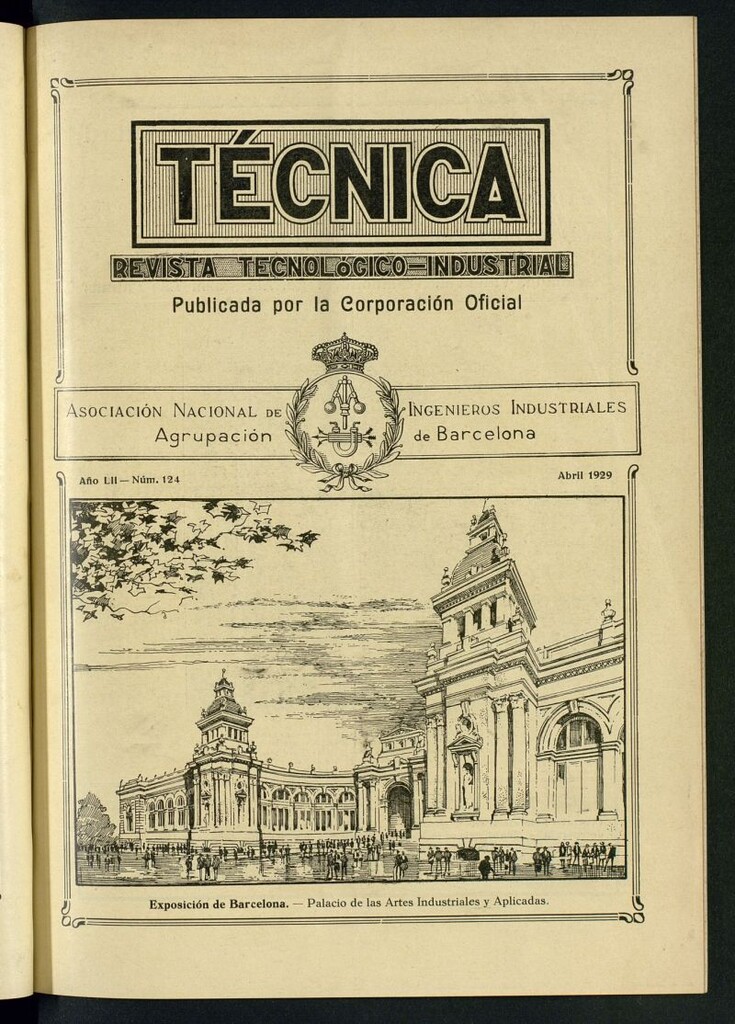 TÉCNICA
REVISTA TECNOLÓGICO-INDUSTRIAL
Publicada por la Corporación Oficial
ASOCIACIÓN NACIONAL DE INGENIEROS INDUSTRIALES
Agrupación de Barcelona
Año LII — Núm. 124 Abril 1929
Exposición de Barcelona. — Palacio de las Artes Industriales y Aplicadas.